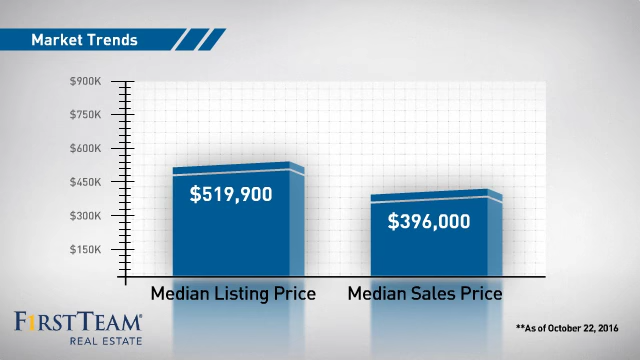 Market Trends
$900K
$750K
$600K
$450K
$300K
$150K
$519,900
$396,000
Median Listing Price
Median Sales Price
F1RSTTEAM®
REAL ESTATE
**As of October 22, 2016